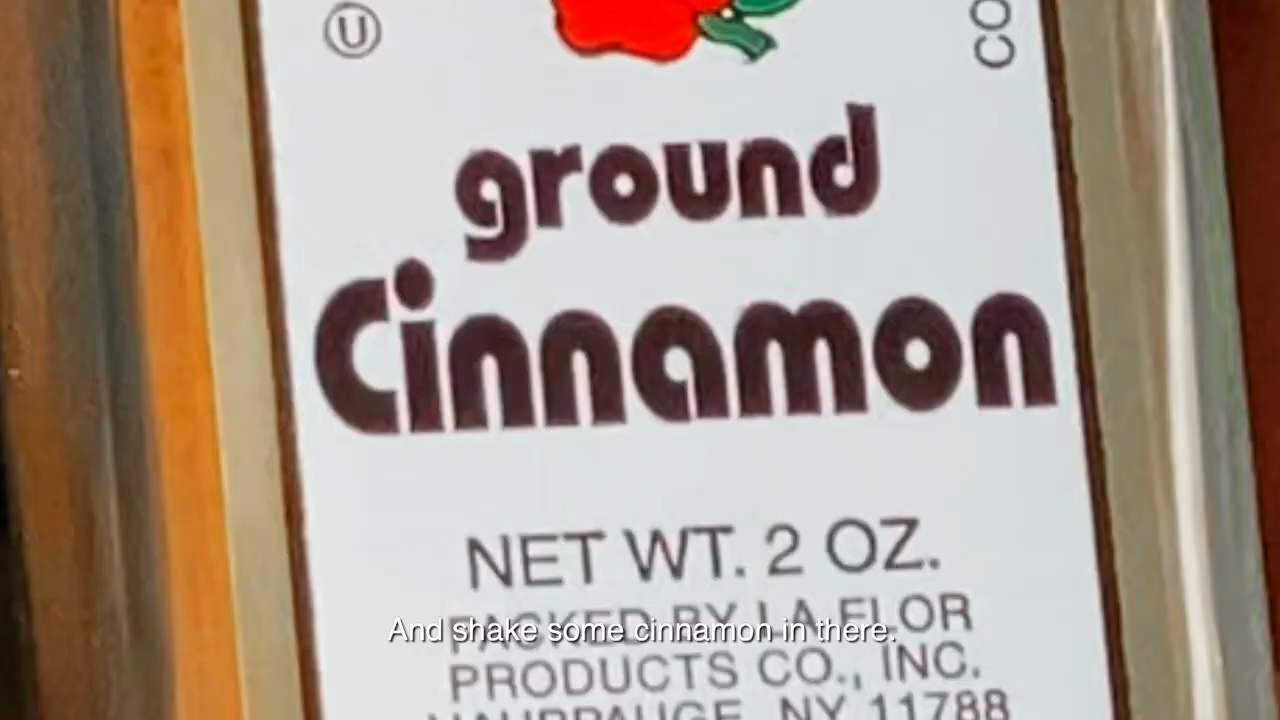 Ⓤ
CO
ground
Cinnamon
NET WT. 2 OZ.
PACKED BY LA FLOR
And shake some cinnamon in there.
PRODUCTS CO., INC.
HAUPPAUGE, NY 11788